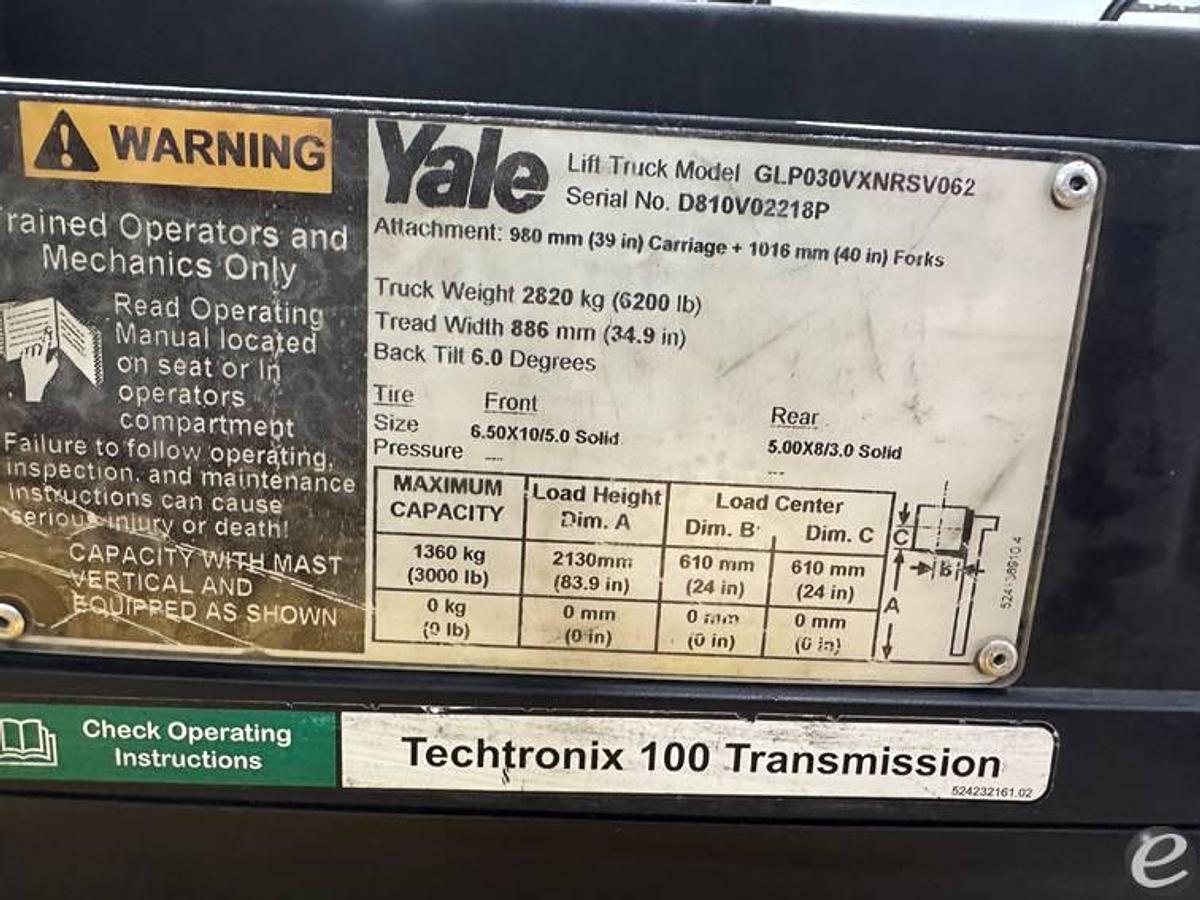 WARNING
rained Operators and
Mechanics Only
Read Operating
Manual located
on seat or in
operators
compartment
Failure to follow operating,
inspection, and maintenance
instructions can cause
serious injury or death!
CAPACITY WITH MAST
VERTICAL AND
EQUIPPED AS SHOWN
Yale
Lift Truck Model GLP030VXNRSV062
Serial No. D810V02218P
Attachment: 980 mm (39 in) Carriage + 1016 mm (40 in) Forks
Truck Weight 2820 kg (6200 lb)
Tread Width 886 mm (34.9 in)
Back Tilt 6.0 Degrees
Tire Front Rear
Size 6.50X10/5.0 Solid 5.00X8/3.0 Solid
Pressure ---- ---
MAXIMUM Load Height Load Center
CAPACITY Dim. A Dim. B Dim. C
1360 kg 2130mm 610 mm 610 mm
(3000 lb) (83.9 in) (24 in) (24 in)
0 kg 0 mm 0 mm 0 mm
(0 lb) (0 in) (0 in) (0 in)
C
B
A
Check Operating
Instructions
Techtronix 100 Transmission
524232161.02
e